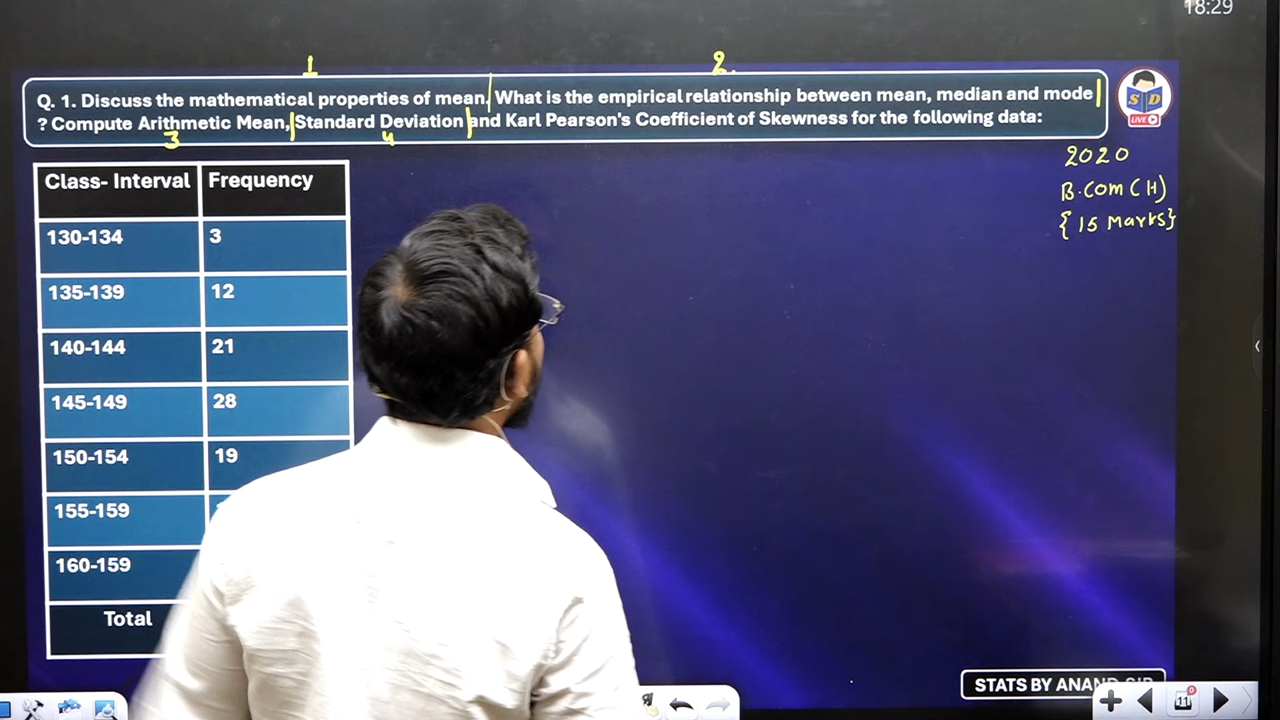 18:29
1
2.
Q. 1. Discuss the mathematical properties of mean. What is the empirical relationship between mean, median and mode
? Compute Arithmetic Mean, Standard Deviation and Karl Pearson's Coefficient of Skewness for the following data:
3
4
S D
LIVE
2020
B.COM (H)
{15 Marks}
Class- Interval Frequency
130-134 3
135-139 12
140-144 21
145-149 28
150-154 19
155-159
160-159
Total
STATS BY ANAND SIR
11